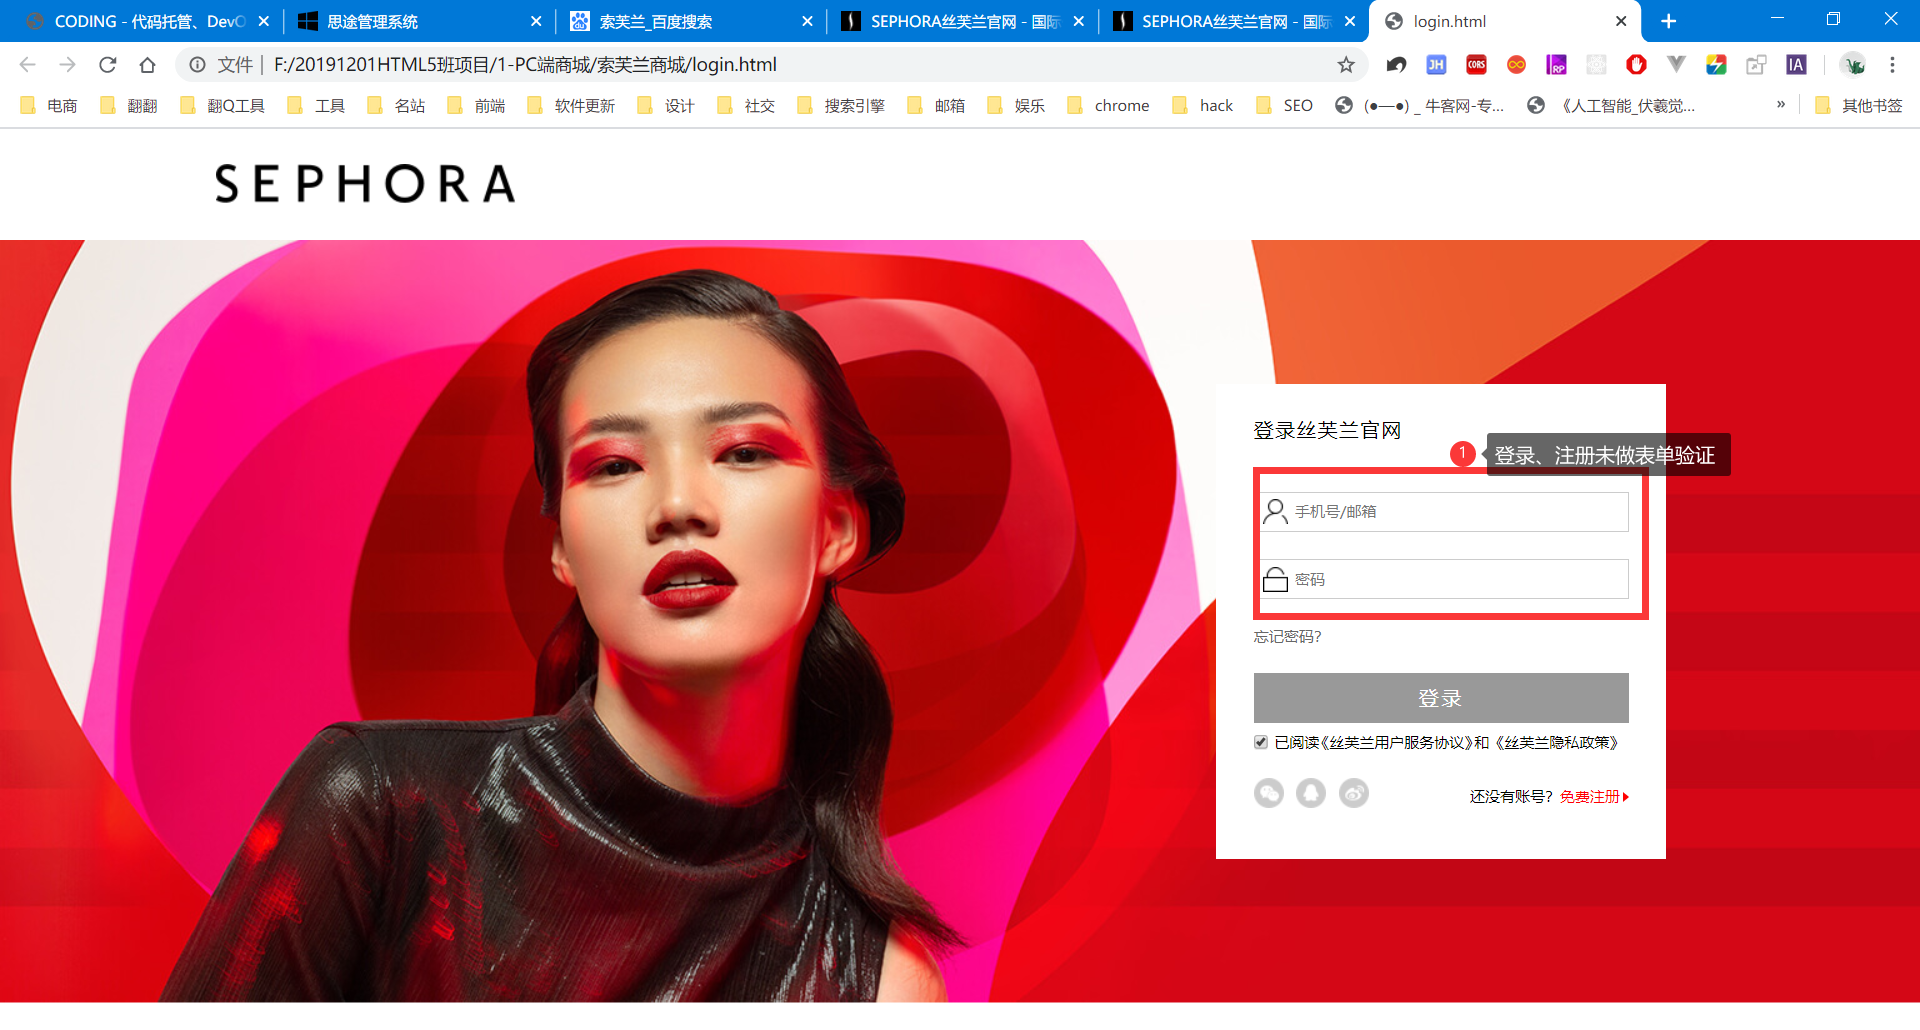 CODING - 代码托管、DevO
思途管理系统
索芙兰_百度搜索
SEPHORA丝芙兰官网 - 国际
SEPHORA丝芙兰官网 - 国际
login.html
文件 | F:/20191201HTML5班项目/1-PC端商城/索芙兰商城/login.html
JH
CORS
RP
IA
电商
翻翻
翻Q工具
工具
名站
前端
软件更新
设计
社交
搜索引擎
邮箱
娱乐
chrome
hack
SEO
(●—●) _ 牛客网-专...
《人工智能_伏羲觉...
»
其他书签
SEPHORA
登录丝芙兰官网
1
登录、注册未做表单验证
手机号/邮箱
密码
忘记密码?
登录
已阅读《丝芙兰用户服务协议》和《丝芙兰隐私政策》
还没有账号? 免费注册